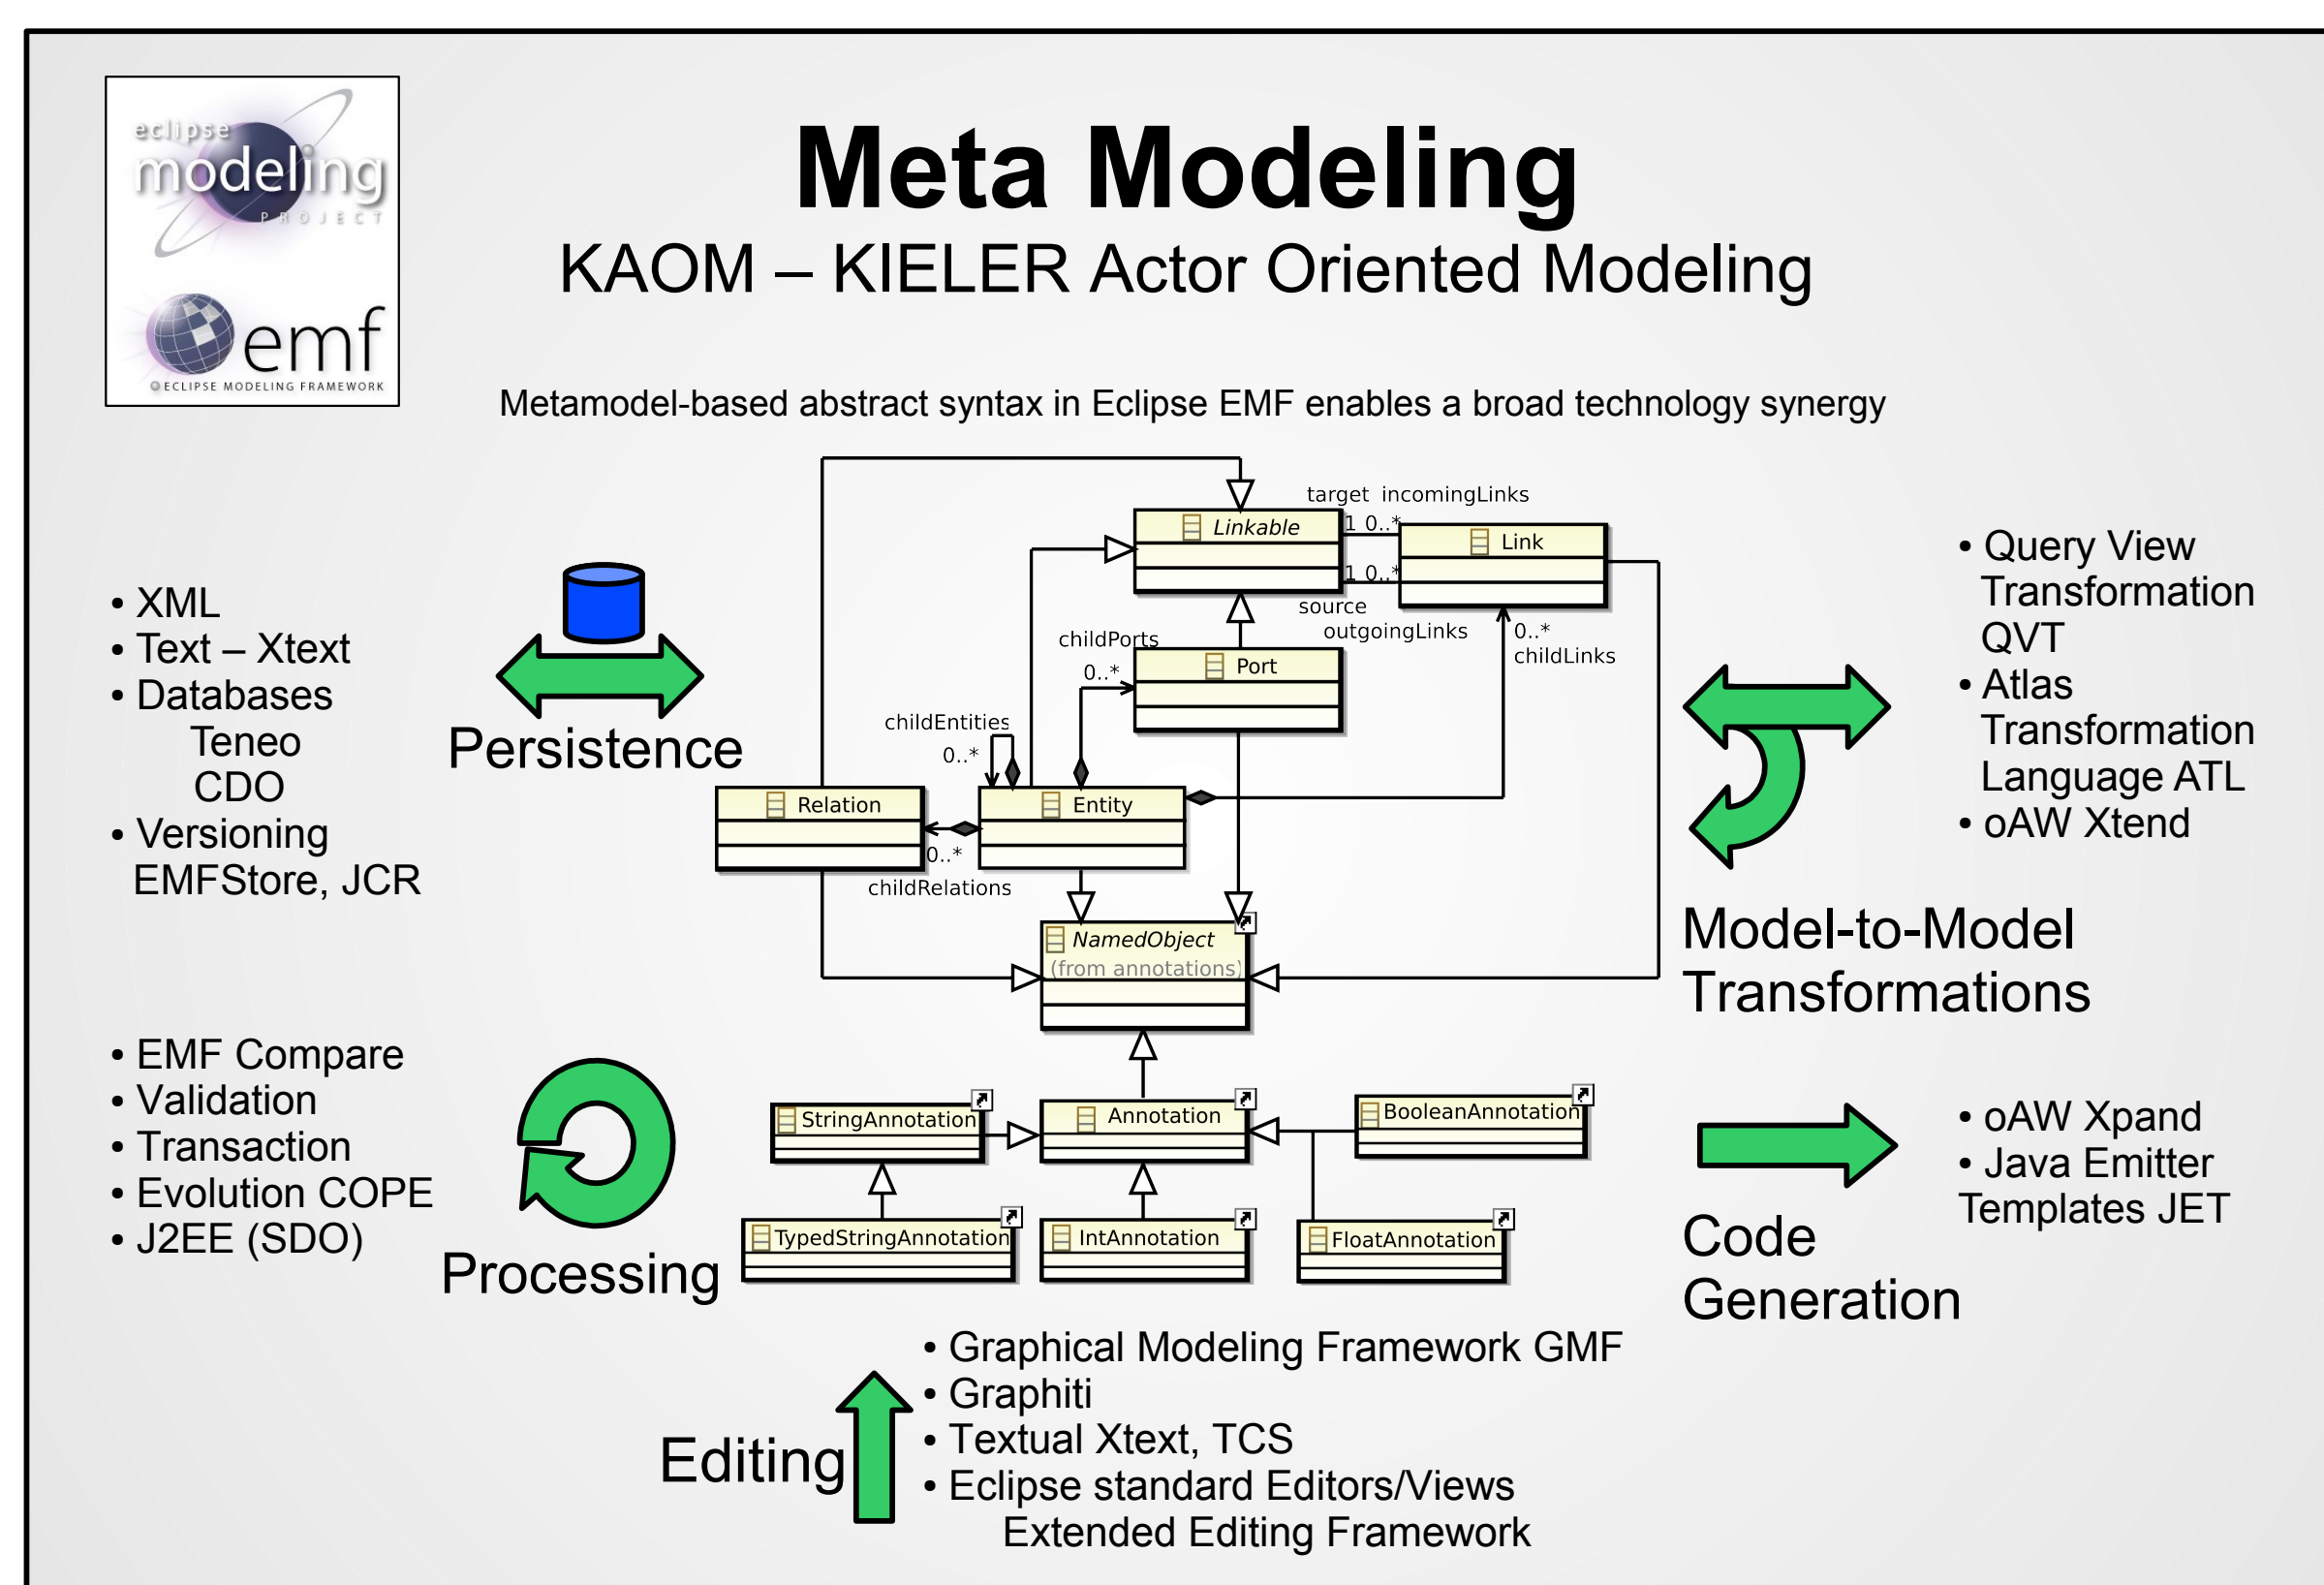 eclipse
modeling
PROJECT
emf
ECLIPSE MODELING FRAMEWORK
Meta Modeling
KAOM – KIELER Actor Oriented Modeling
Metamodel-based abstract syntax in Eclipse EMF enables a broad technology synergy
• XML
• Text – Xtext
• Databases
Teneo
CDO
• Versioning
EMFStore, JCR
Persistence
target incomingLinks
Linkable
1 0..*
Link
1 0..*
source
outgoingLinks
childPorts
0..*
Port
0..*
childLinks
childEntities
0..*
Relation
Entity
0..*
childRelations
NamedObject
(from annotations)
StringAnnotation
Annotation
BooleanAnnotation
TypedStringAnnotation
IntAnnotation
FloatAnnotation
• Query View
Transformation
QVT
• Atlas
Transformation
Language ATL
• oAW Xtend
Model-to-Model
Transformations
• EMF Compare
• Validation
• Transaction
• Evolution COPE
• J2EE (SDO)
Processing
• oAW Xpand
• Java Emitter
Templates JET
Code
Generation
Editing
• Graphical Modeling Framework GMF
• Graphiti
• Textual Xtext, TCS
• Eclipse standard Editors/Views
Extended Editing Framework